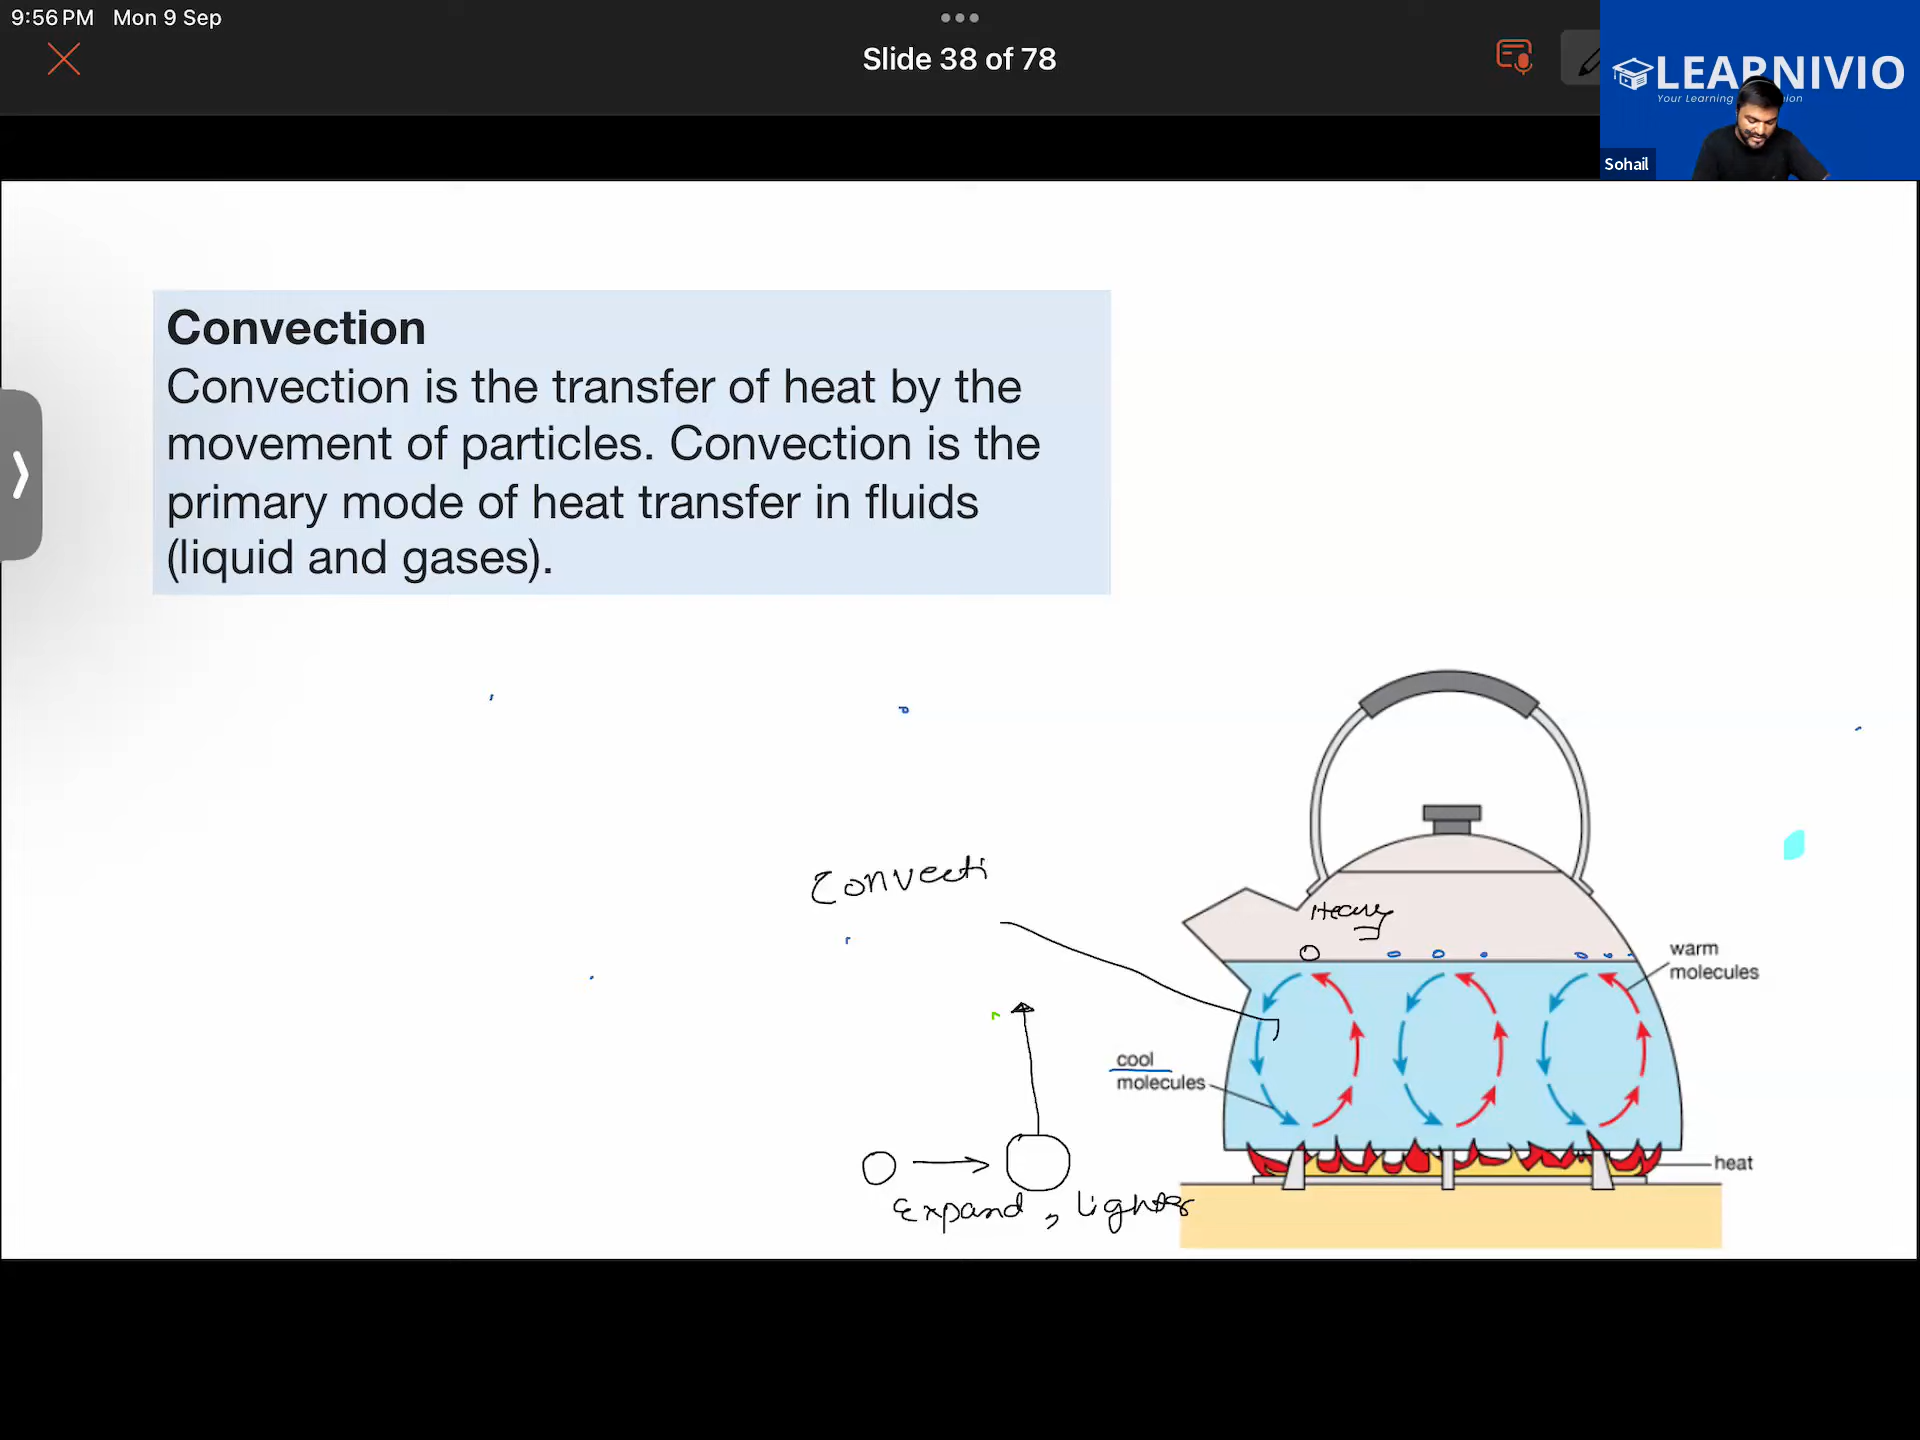 9:56 PM Mon 9 Sep
Slide 38 of 78
LEARNIVIO
Your Learning
Sohail
Convection
Convection is the transfer of heat by the
movement of particles. Convection is the
primary mode of heat transfer in fluids
(liquid and gases).
Convecti
Heavy
warm
molecules
cool
molecules
heat
Expand , lighter